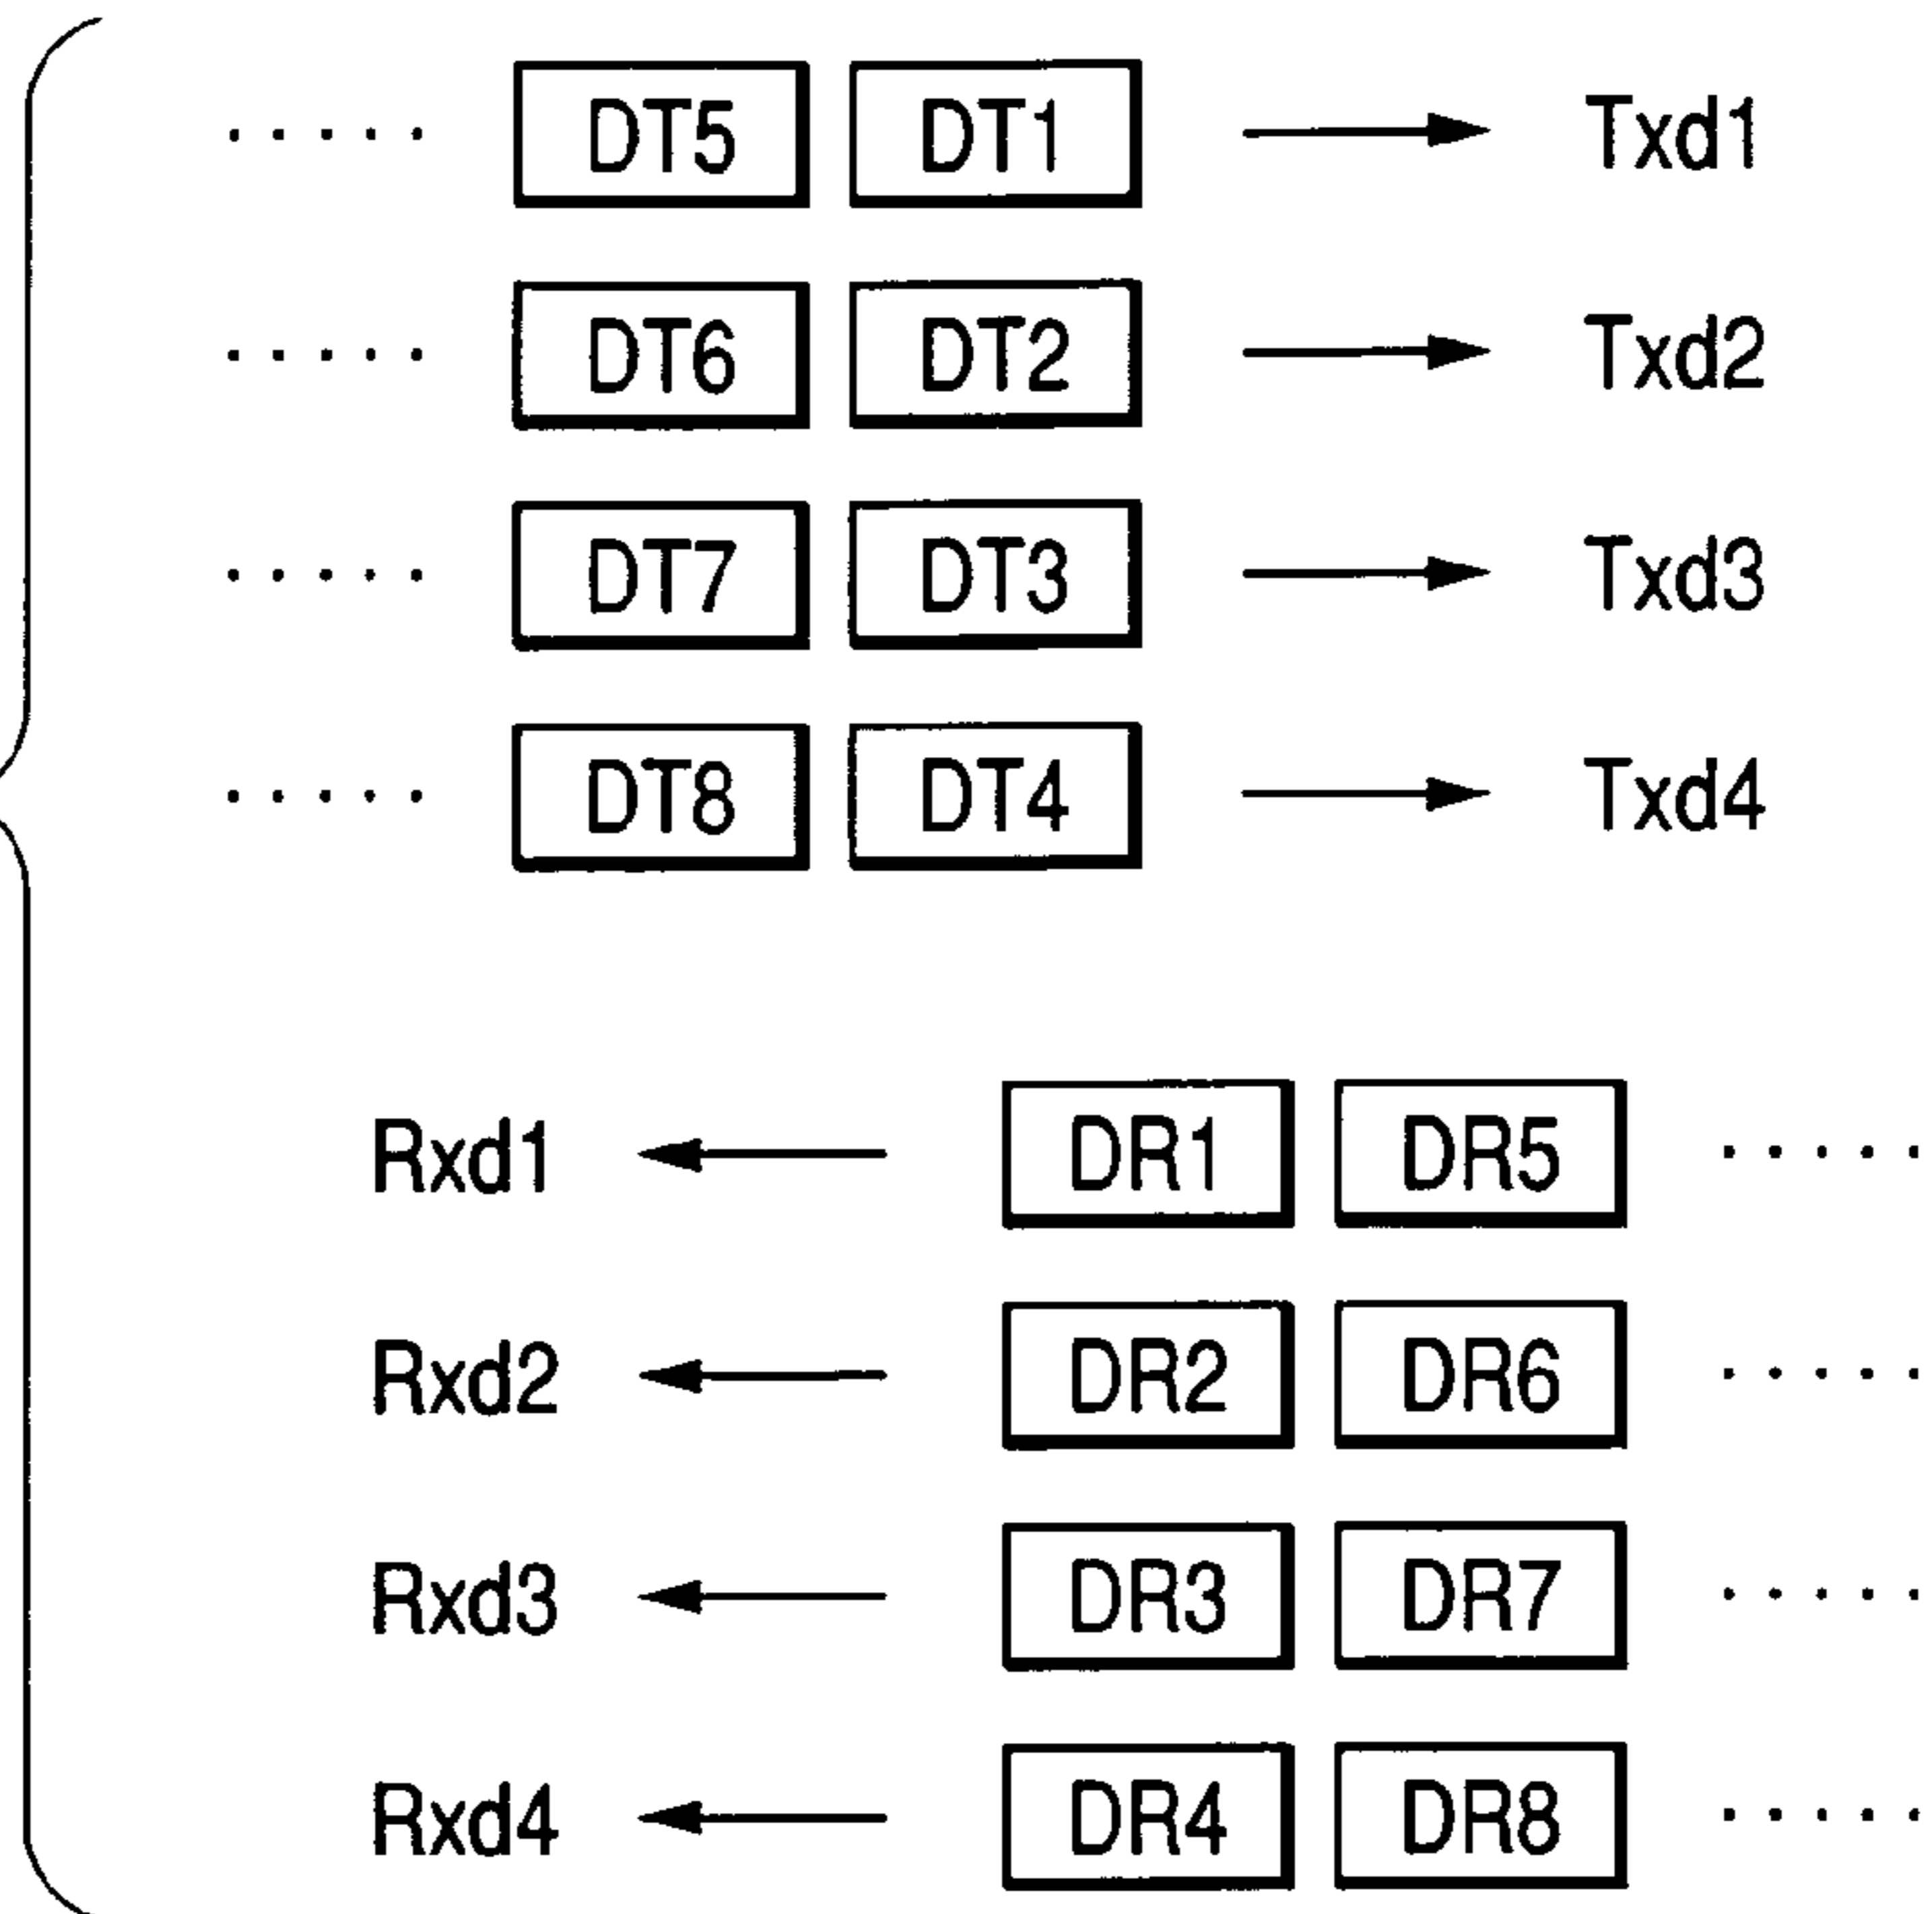 ..... DT5 DT1 Txd1
..... DT6 DT2 Txd2
..... DT7 DT3 Txd3
..... DT8 DT4 Txd4
Rxd1 DR1 DR5 .....
Rxd2 DR2 DR6 .....
Rxd3 DR3 DR7 .....
Rxd4 DR4 DR8 .....